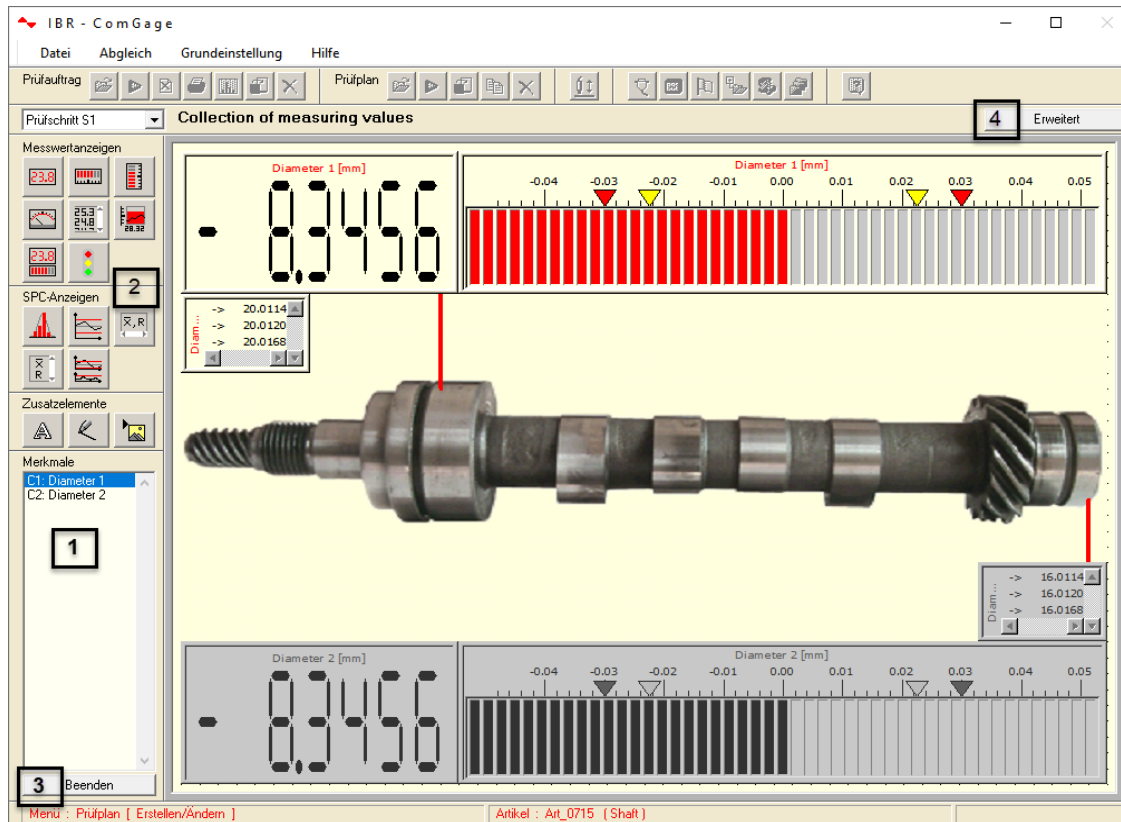 IBR - ComGage
Datei Abgleich Grundeinstellung Hilfe
Prüfauftrag Prüfplan
Prüfschritt S1 Collection of measuring values 4 Erweitert
Messwertanzeigen
23.8
25.3
24.8
28.32
23.8
2
SPC-Anzeigen
x̄,R
x̄
R
Zusatzelemente
A
Merkmale
C1: Diameter 1
C2: Diameter 2
1
3 Beenden
Diameter 1 [mm]
- 8.3456
Diameter 1 [mm]
-0.04 -0.03 -0.02 -0.01 0.00 0.01 0.02 0.03 0.04 0.05
Diam...
-> 20.0114
-> 20.0120
-> 20.0168
Diam...
-> 16.0114
-> 16.0120
-> 16.0168
Diameter 2 [mm]
- 8.3456
Diameter 2 [mm]
-0.04 -0.03 -0.02 -0.01 0.00 0.01 0.02 0.03 0.04 0.05
Menü : Prüfplan [ Erstellen/Ändern ] Artikel : Art_0715 ( Shaft )